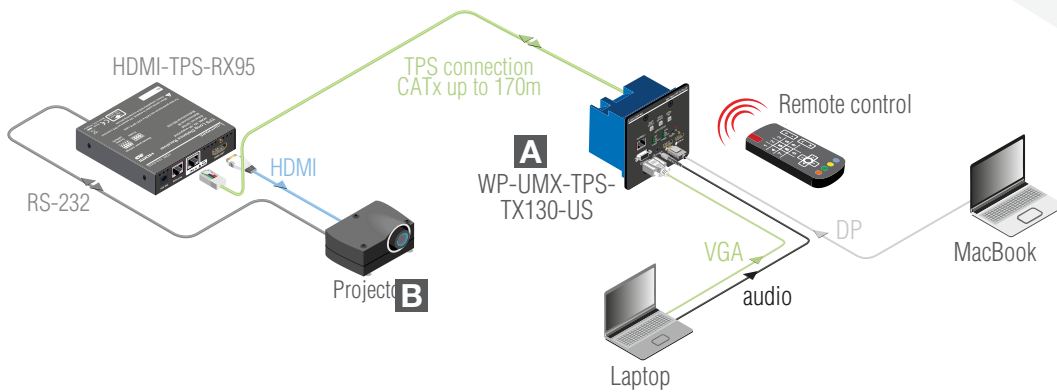 HDMI-TPS-RX95
TPS connection
CATx up to 170m
Remote control
A
WP-UMX-TPS-
TX130-US
HDMI
RS-232
DP
MacBook
VGA
B
audio
Laptop